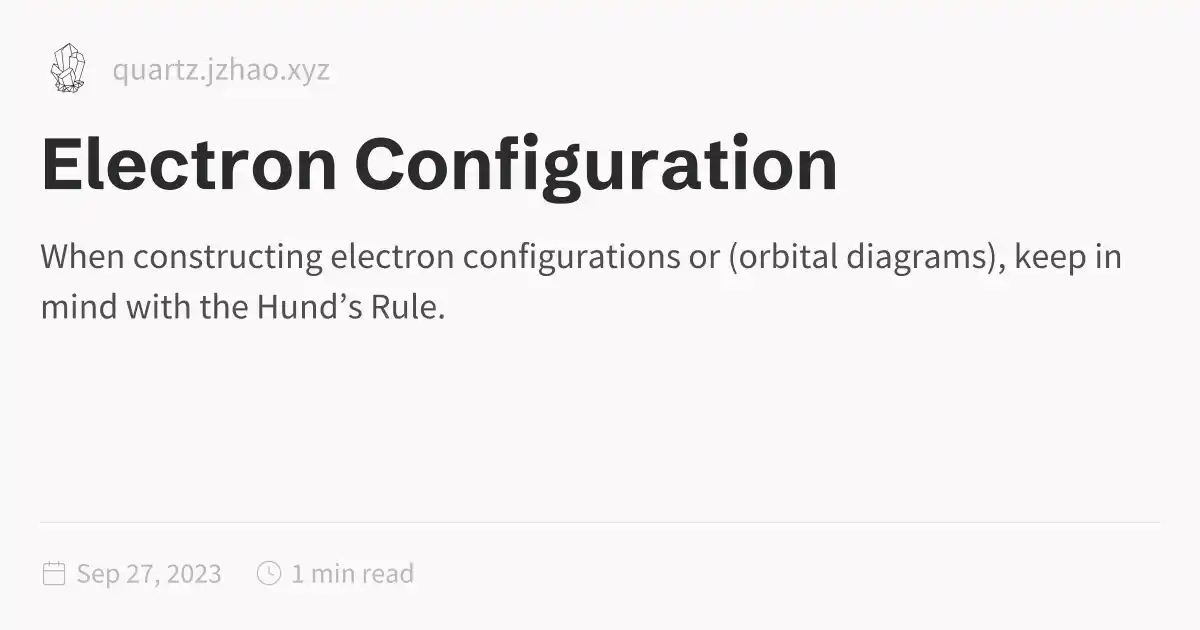 quartz.jzhao.xyz
Electron Configuration
When constructing electron configurations or (orbital diagrams), keep in
mind with the Hund’s Rule.
Sep 27, 2023 1 min read